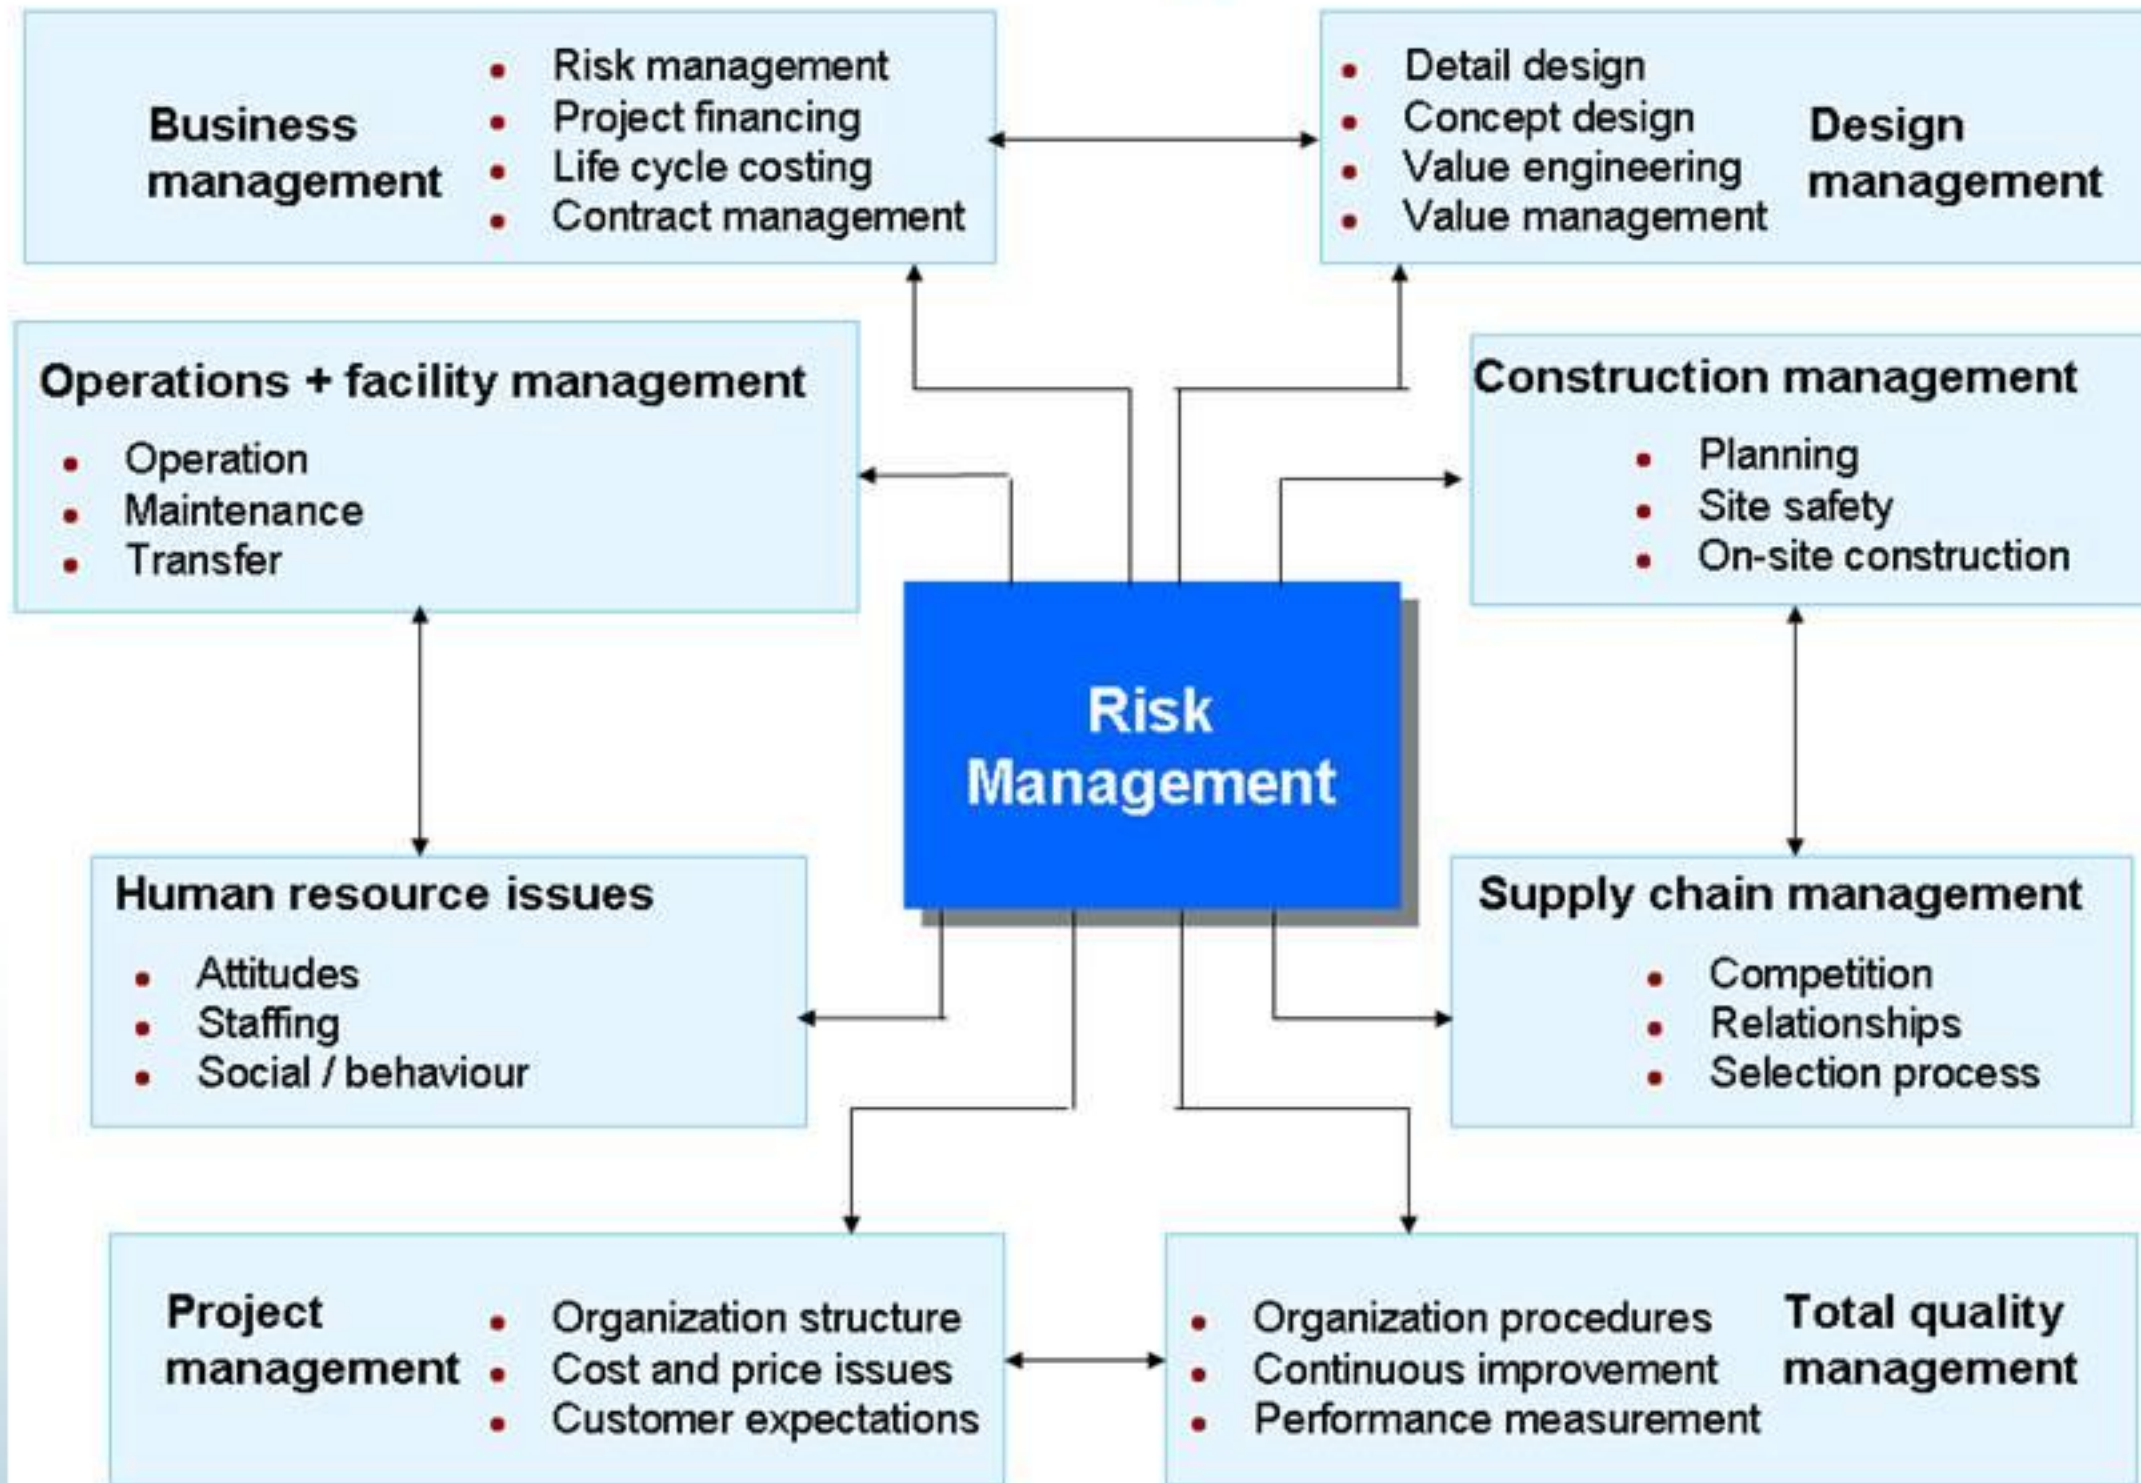 Business
management
• Risk management
• Project financing
• Life cycle costing
• Contract management
• Detail design
• Concept design
• Value engineering
• Value management
Design
management
Operations + facility management
• Operation
• Maintenance
• Transfer
Construction management
• Planning
• Site safety
• On-site construction
Risk
Management
Human resource issues
• Attitudes
• Staffing
• Social / behaviour
Supply chain management
• Competition
• Relationships
• Selection process
Project
management
• Organization structure
• Cost and price issues
• Customer expectations
• Organization procedures
• Continuous improvement
• Performance measurement
Total quality
management